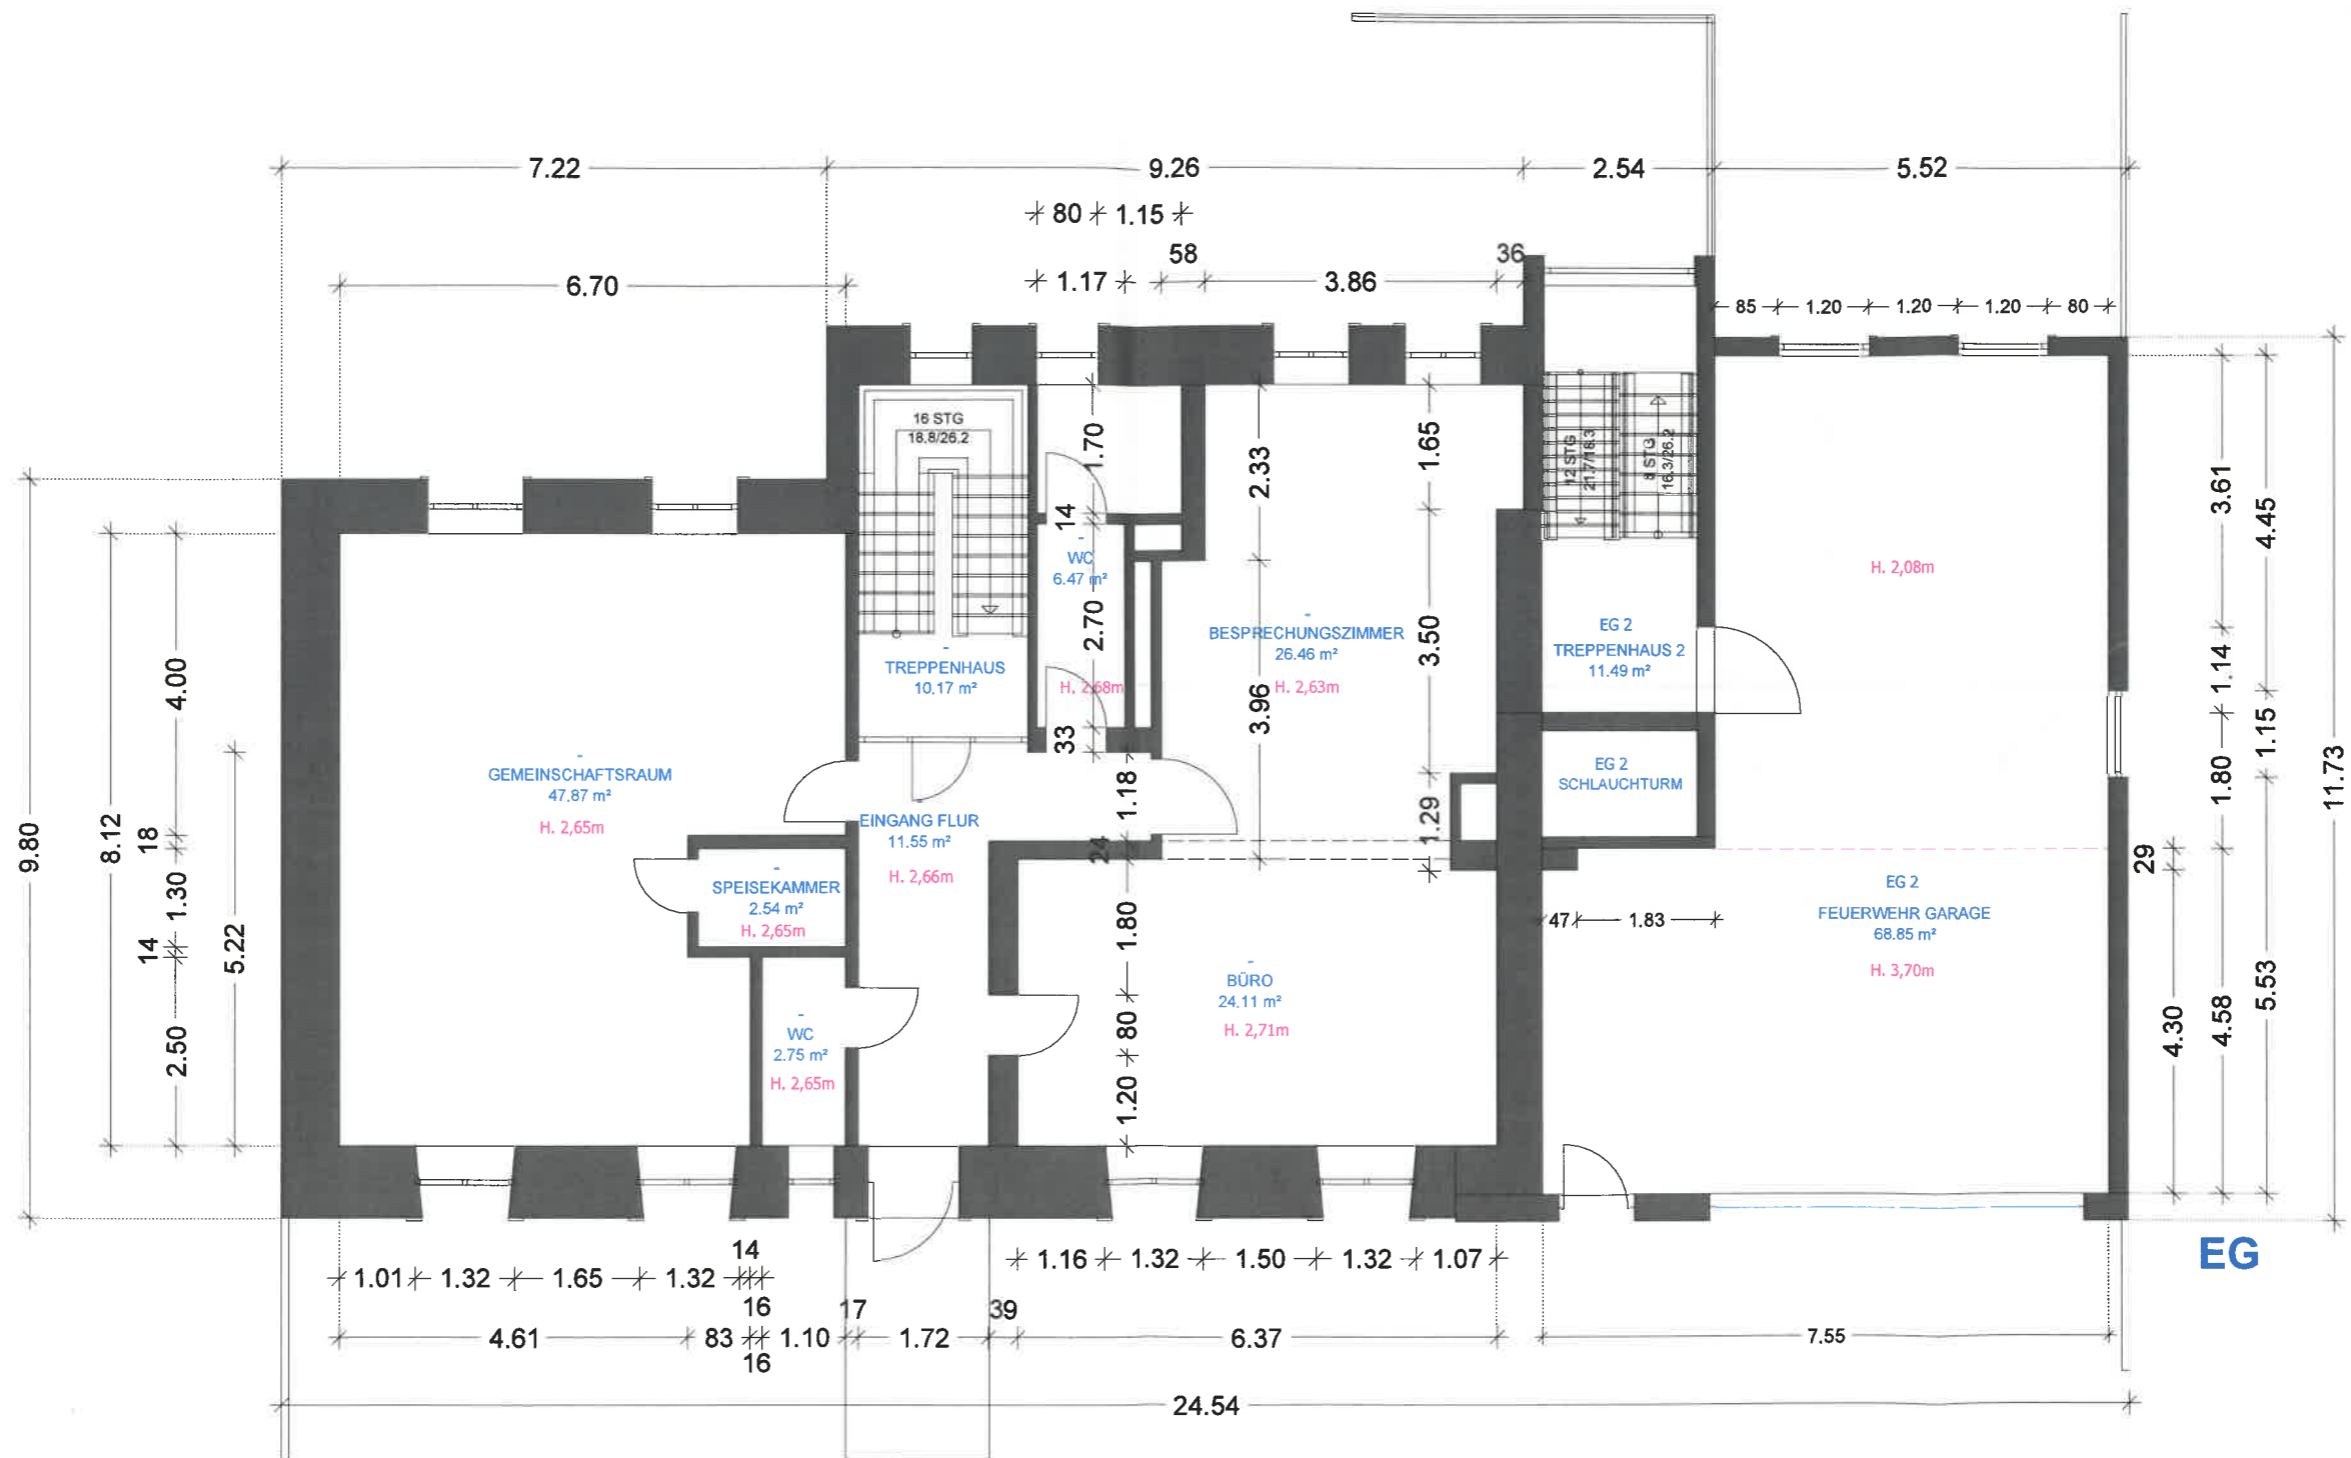 7.22
9.26
2.54
5.52
80
1.15
58
36
6.70
1.17
3.86
85
1.20
1.20
1.20
80
16 STG
18.8/26.2
1.70
2.33
1.65
12 STG
21.7/18.3
8 STG
16.3/26.2
3.61
4.45
14
-
WC
6.47 m²
2.70
H. 2,68m
33
-
BESPRECHUNGSZIMMER
26.46 m²
H. 2,63m
3.50
3.96
EG 2
TREPPENHAUS 2
11.49 m²
H. 2,08m
1.14
1.15
1.80
11.73
-
TREPPENHAUS
10.17 m²
9.80
8.12
4.00
18
1.30
14
2.50
5.22
-
GEMEINSCHAFTSRAUM
47.87 m²
H. 2,65m
-
EINGANG FLUR
11.55 m²
H. 2,66m
1.18
24
1.29
EG 2
SCHLAUCHTURM
-
SPEISEKAMMER
2.54 m²
H. 2,65m
1.80
80
1.20
47
1.83
EG 2
FEUERWEHR GARAGE
68.85 m²
H. 3,70m
29
4.30
4.58
5.53
-
WC
2.75 m²
H. 2,65m
-
BÜRO
24.11 m²
H. 2,71m
EG
14
1.01
1.32
1.65
1.32
1.16
1.32
1.50
1.32
1.07
16
17
39
4.61
83
1.10
1.72
6.37
7.55
16
24.54